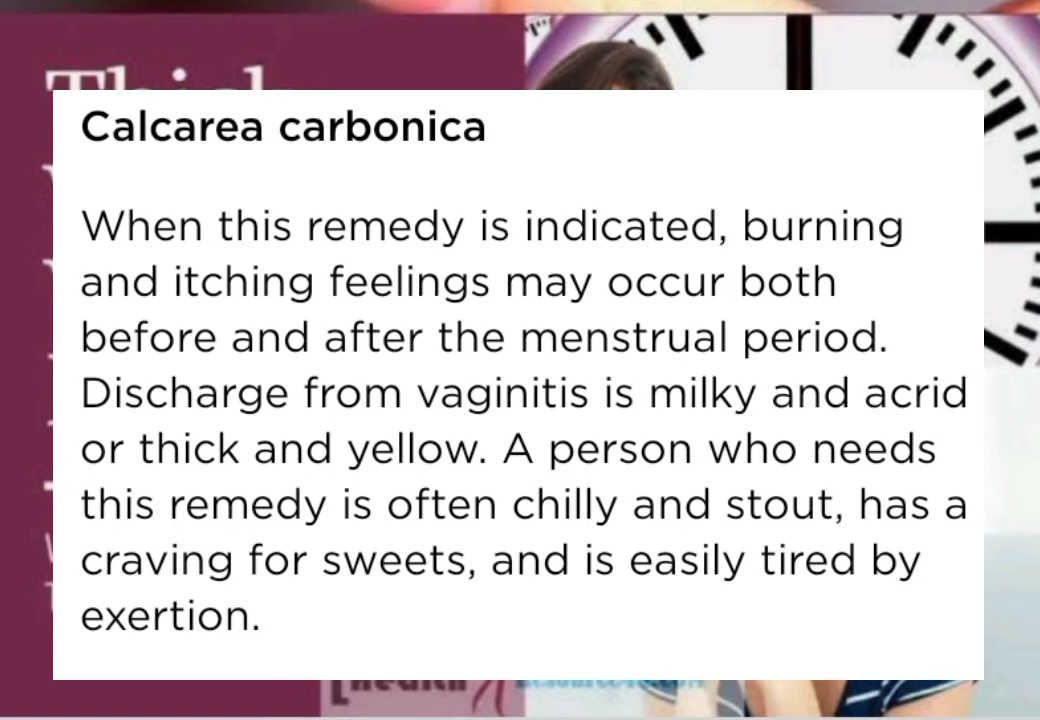 Calcarea carbonica
When this remedy is indicated, burning
and itching feelings may occur both
before and after the menstrual period.
Discharge from vaginitis is milky and acrid
or thick and yellow. A person who needs
this remedy is often chilly and stout, has a
craving for sweets, and is easily tired by
exertion.